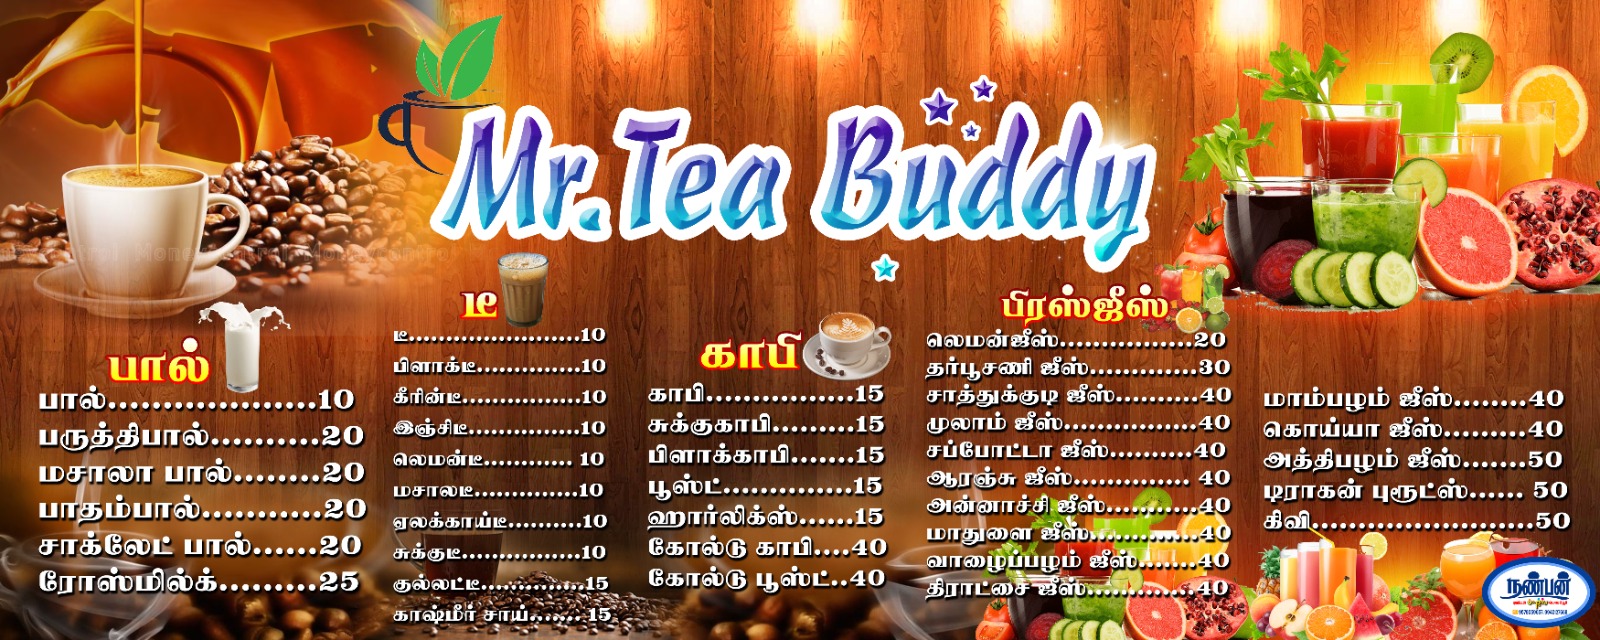 Mr. Tea Buddy
பால்
பால்...................10
பருத்திபால்..........20
மசாலா பால்........20
பாதம்பால்...........20
சாக்லேட் பால்......20
ரோஸ்மில்க்.........25
டீ
டீ........................10
பிளாக்டீ..............10
கீரின்டீ.................10
இஞ்சிடீ................10
லெமன்டீ............. 10
மசாலடீ...............10
ஏலக்காய்டீ..........10
சுக்குடீ.................10
குல்லட்டீ...............15
காஷ்மீர் சாய்....... 15
காபி
காபி.................15
சுக்குகாபி.........15
பிளாக்காபி.......15
பூஸ்ட்...............15
ஹார்லிக்ஸ்.......15
கோல்டு காபி....40
கோல்டு பூஸ்ட்..40
பிரஸ்ஜீஸ்
லெமன்ஜீஸ்.................20
தர்பூசணி ஜீஸ்..............30
சாத்துக்குடி ஜீஸ்...........40
முலாம் ஜீஸ்.................40
சப்போட்டா ஜீஸ்...........40
ஆரஞ்சு ஜீஸ்............... 40
அன்னாச்சி ஜீஸ்............ 40
மாதுளை ஜீஸ்...............40
வாழைப்பழம் ஜீஸ்........40
திராட்சை ஜீஸ்...............40
மாம்பழம் ஜீஸ்........40
கொய்யா ஜீஸ்.........40
அத்திபழம் ஜீஸ்.......50
டிராகன் புரூட்ஸ்...... 50
கிவி........................50
நண்பன்